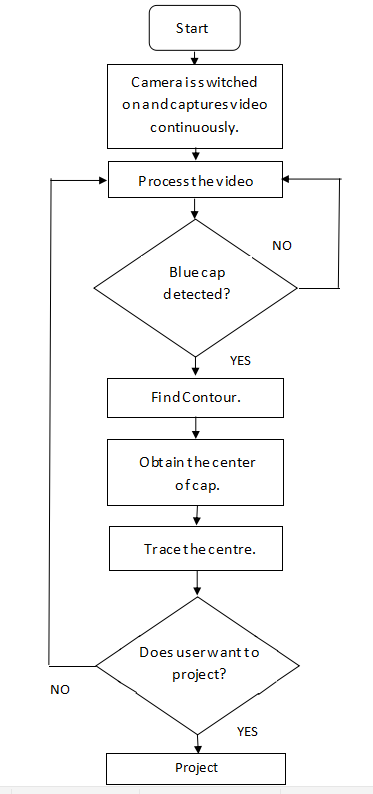 Start
Camera is switched
on and captures video
continuously.
Process the video
NO
Blue cap
detected?
YES
Find Contour.
Obtain the center
of cap.
Trace the centre.
Does user want to
project?
NO
YES
Project